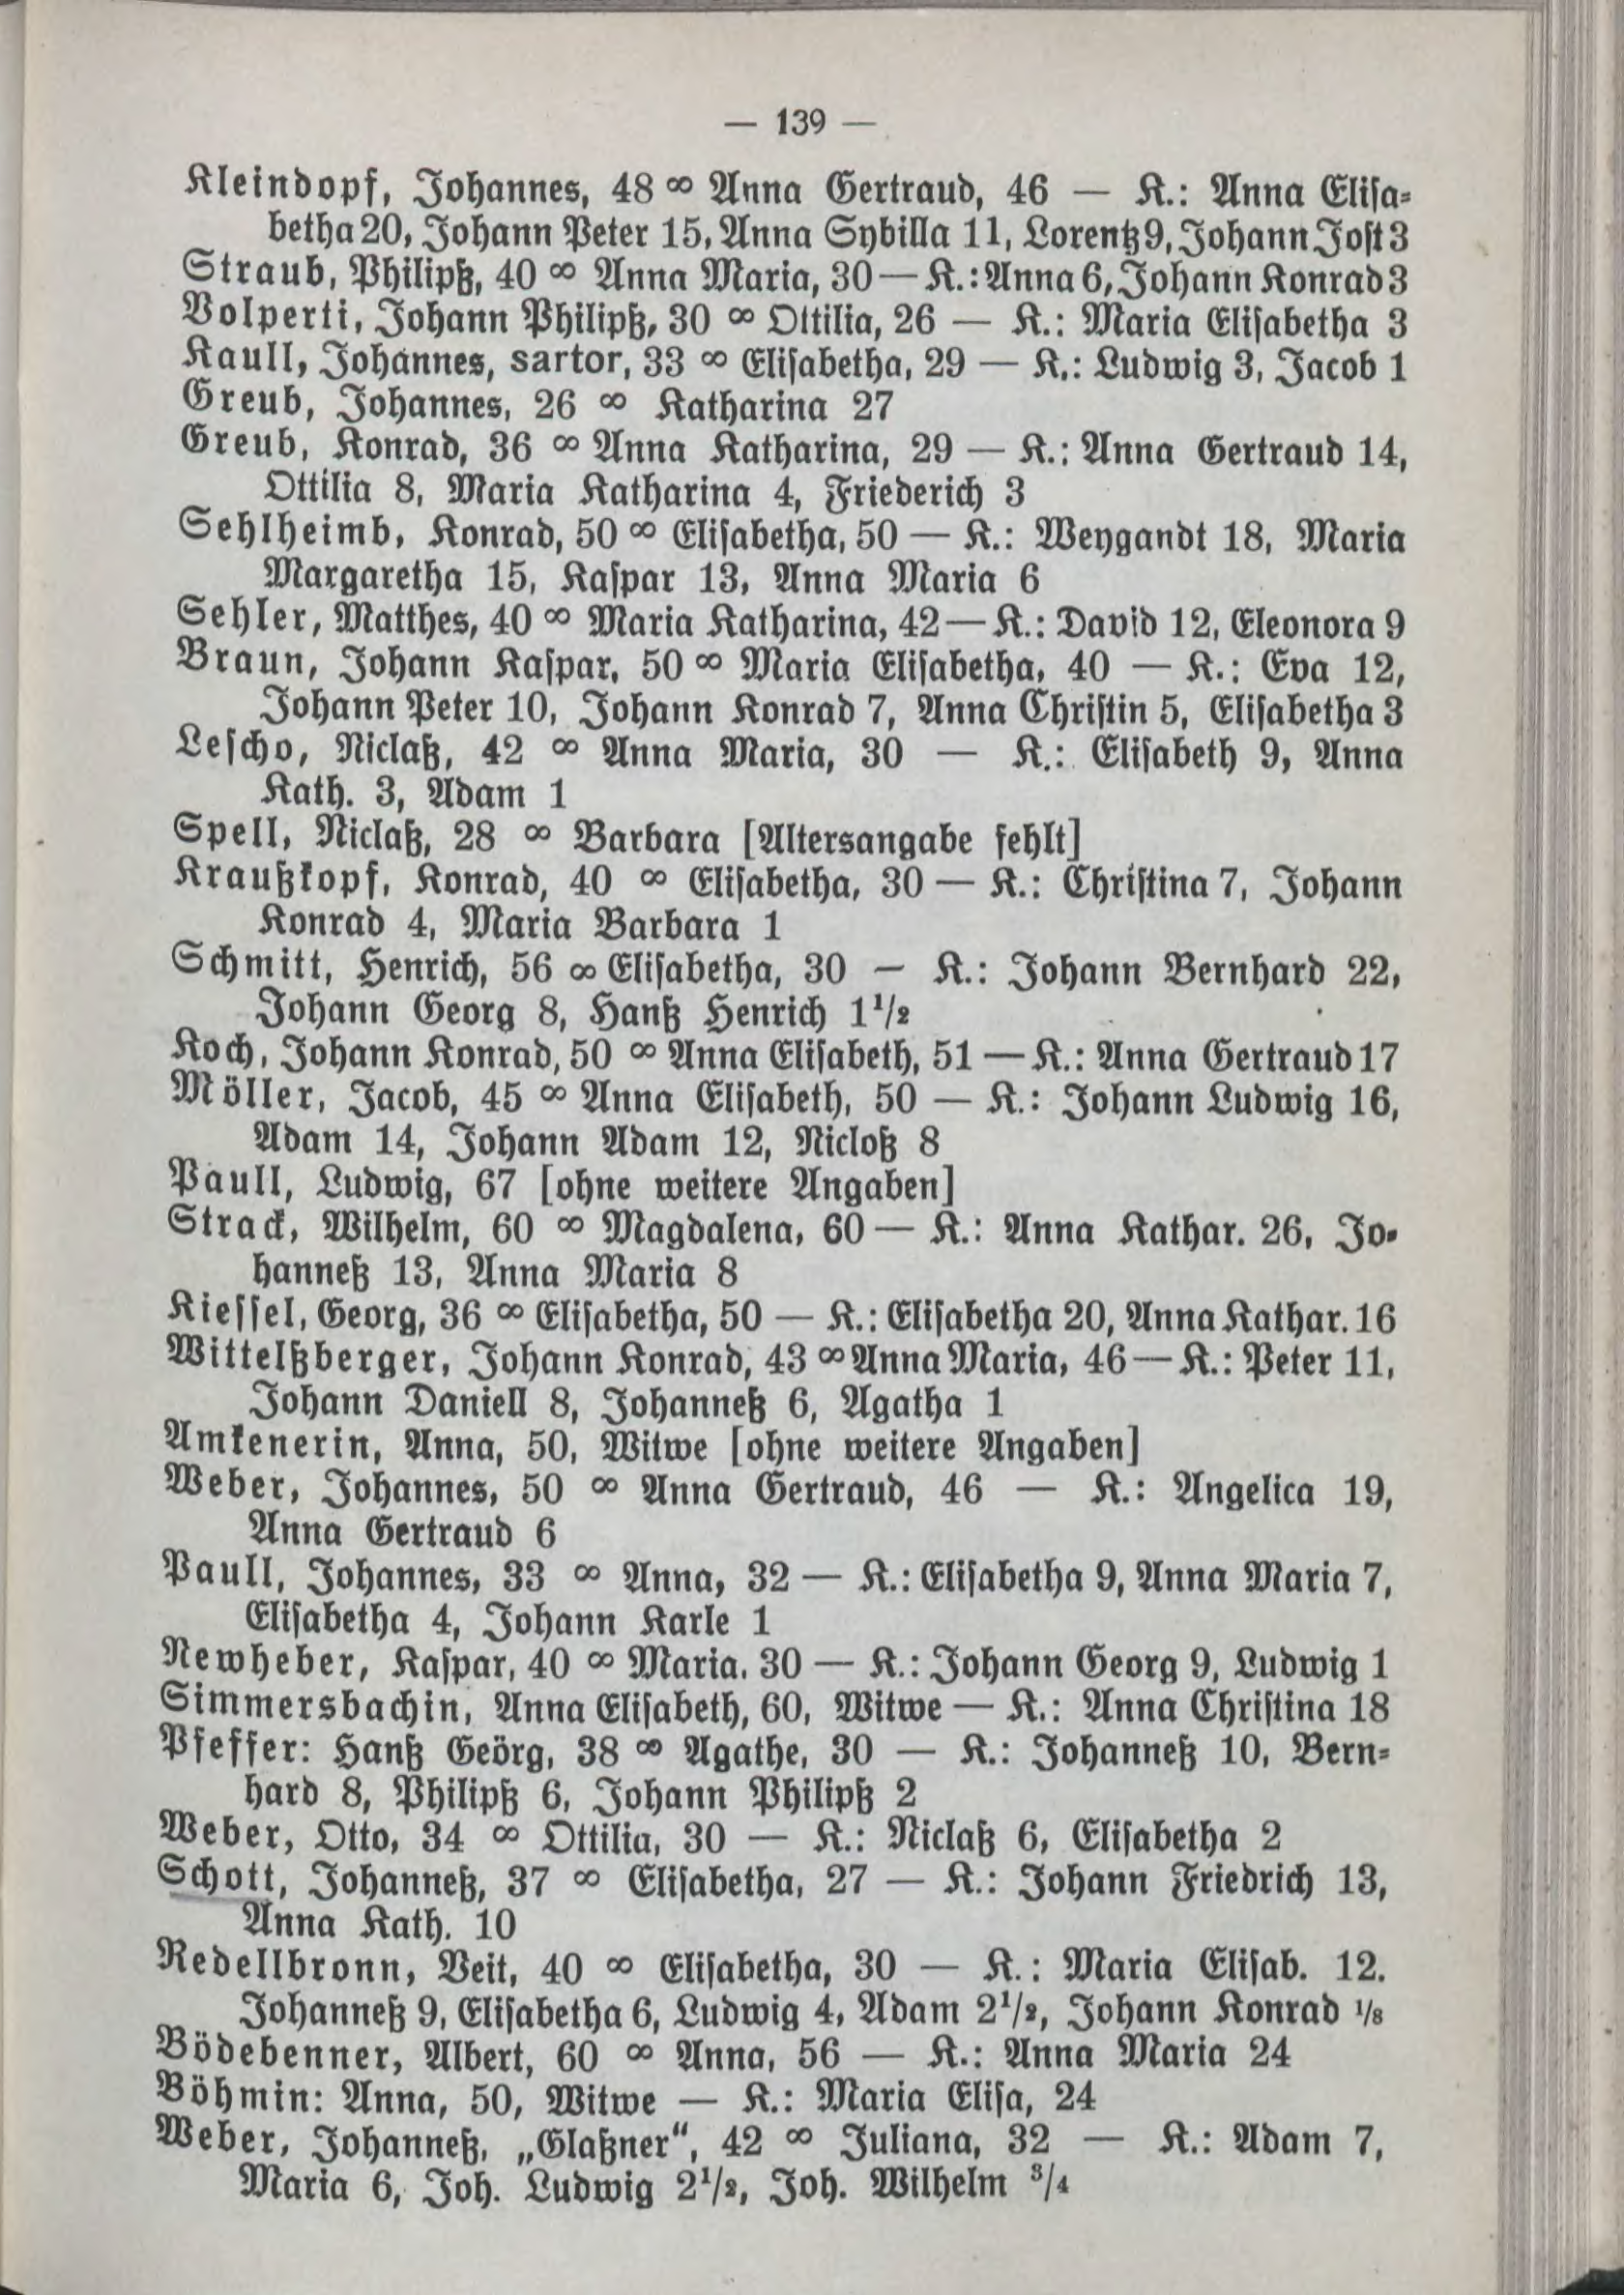 — 139 —
Kleindopf, Johannes, 48 ∞ Anna Gertraud, 46 — K.: Anna Elisa-
betha 20, Johann Peter 15, Anna Sybilla 11, Lorentz 9, Johann Jost 3
Straub, Philipß, 40 ∞ Anna Maria, 30 — K.: Anna 6, Johann Konrad 3
Volperti, Johann Philipß, 30 ∞ Ottilia, 26 — K.: Maria Elisabetha 3
Kaull, Johannes, sartor, 33 ∞ Elisabetha, 29 — K.: Ludwig 3, Jacob 1
Greub, Johannes, 26 ∞ Katharina 27
Greub, Konrad, 36 ∞ Anna Katharina, 29 — K.: Anna Gertraud 14,
Ottilia 8, Maria Katharina 4, Friederich 3
Sehlheimb, Konrad, 50 ∞ Elisabetha, 50 — K.: Weygandt 18, Maria
Margaretha 15, Kaspar 13, Anna Maria 6
Sehler, Matthes, 40 ∞ Maria Katharina, 42 — K.: David 12, Eleonora 9
Braun, Johann Kaspar, 50 ∞ Maria Elisabetha, 40 — K.: Eva 12,
Johann Peter 10, Johann Konrad 7, Anna Christin 5, Elisabetha 3
Lescho, Niclaß, 42 ∞ Anna Maria, 30 — K.: Elisabeth 9, Anna
Kath. 3, Adam 1
Spell, Niclaß, 28 ∞ Barbara [Altersangabe fehlt]
Kraußkopf, Konrad, 40 ∞ Elisabetha, 30 — K.: Christina 7, Johann
Konrad 4, Maria Barbara 1
Schmitt, Henrich, 56 ∞ Elisabetha, 30 — K.: Johann Bernhard 22,
Johann Georg 8, Hanß Henrich 1 1/2
Koch, Johann Konrad, 50 ∞ Anna Elisabeth, 51 — K.: Anna Gertraud 17
Möller, Jacob, 45 ∞ Anna Elisabeth, 50 — K.: Johann Ludwig 16,
Adam 14, Johann Adam 12, Nicloß 8
Paull, Ludwig, 67 [ohne weitere Angaben]
Strack, Wilhelm, 60 ∞ Magdalena, 60 — K.: Anna Kathar. 26, Jo-
hanneß 13, Anna Maria 8
Kiessel, Georg, 36 ∞ Elisabetha, 50 — K.: Elisabetha 20, Anna Kathar. 16
Wittelßberger, Johann Konrad, 43 ∞ Anna Maria, 46 — K.: Peter 11,
Johann Daniell 8, Johanneß 6, Agatha 1
Amkenerin, Anna, 50, Witwe [ohne weitere Angaben]
Weber, Johannes, 50 ∞ Anna Gertraud, 46 — K.: Angelica 19,
Anna Gertraud 6
Paull, Johannes, 33 ∞ Anna, 32 — K.: Elisabetha 9, Anna Maria 7,
Elisabetha 4, Johann Karle 1
Newheber, Kaspar, 40 ∞ Maria, 30 — K.: Johann Georg 9, Ludwig 1
Simmersbachin, Anna Elisabeth, 60, Witwe — K.: Anna Christina 18
Pfeffer: Hanß Geörg, 38 ∞ Agathe, 30 — K.: Johanneß 10, Bern-
hard 8, Philipß 6, Johann Philipß 2
Weber, Otto, 34 ∞ Ottilia, 30 — K.: Niclaß 6, Elisabetha 2
Schott, Johanneß, 37 ∞ Elisabetha, 27 — K.: Johann Friedrich 13,
Anna Kath. 10
Redellbronn, Veit, 40 ∞ Elisabetha, 30 — K.: Maria Elisab. 12.
Johanneß 9, Elisabetha 6, Ludwig 4, Adam 2 1/2, Johann Konrad 1/8
Bödebenner, Albert, 60 ∞ Anna, 56 — K.: Anna Maria 24
Böhmin: Anna, 50, Witwe — K.: Maria Elisa, 24
Weber, Johanneß, „Glaßner“, 42 ∞ Juliana, 32 — K.: Adam 7,
Maria 6, Joh. Ludwig 2 1/2, Joh. Wilhelm 3/4